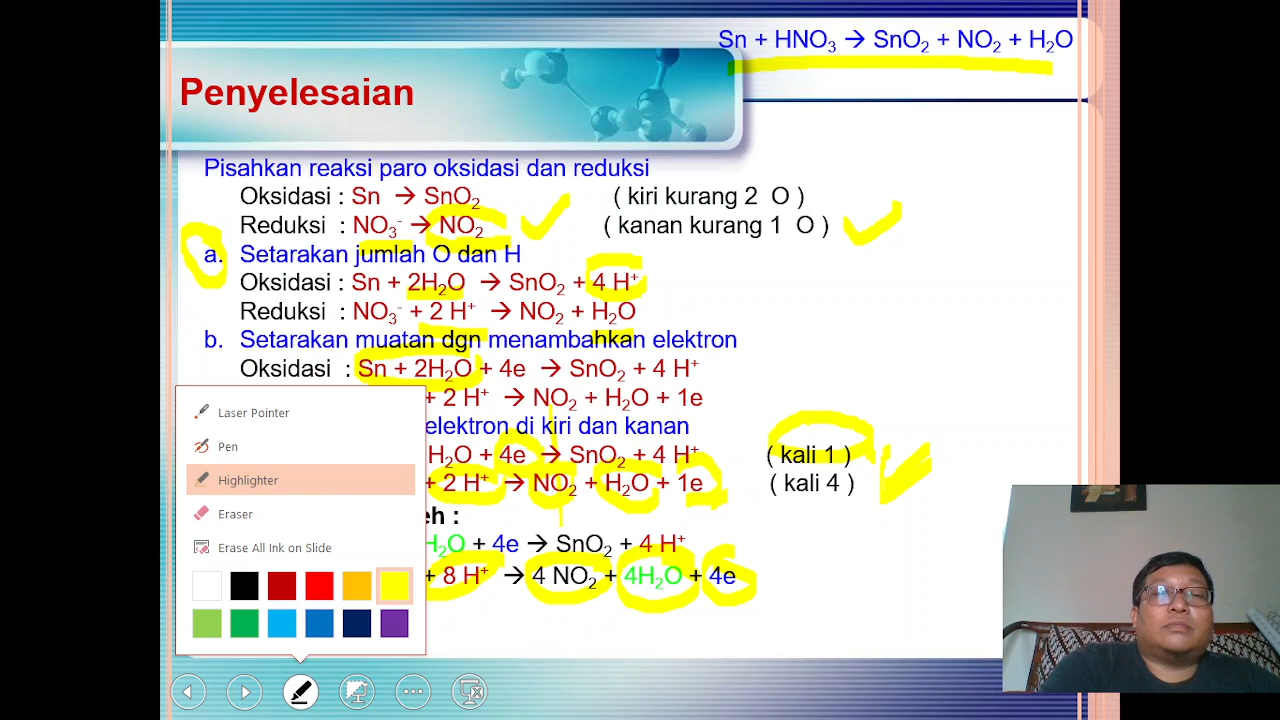 Sn + HNO₃ → SnO₂ + NO₂ + H₂O
Penyelesaian
Pisahkan reaksi paro oksidasi dan reduksi
Oksidasi : Sn → SnO₂ ( kiri kurang 2 O )
Reduksi : NO₃⁻ → NO₂ ( kanan kurang 1 O )
a. Setarakan jumlah O dan H
Oksidasi : Sn + 2H₂O → SnO₂ + 4 H⁺
Reduksi : NO₃⁻ + 2 H⁺ → NO₂ + H₂O
b. Setarakan muatan dgn menambahkan elektron
Oksidasi : Sn + 2H₂O + 4e → SnO₂ + 4 H⁺
+ 2 H⁺ → NO₂ + H₂O + 1e
elektron di kiri dan kanan
H₂O + 4e → SnO₂ + 4 H⁺ ( kali 1 )
+ 2 H⁺ → NO₂ + H₂O + 1e ( kali 4 )
eh :
H₂O + 4e → SnO₂ + 4 H⁺
+ 8 H⁺ → 4 NO₂ + 4H₂O + 4e
Laser Pointer
Pen
Highlighter
Eraser
Erase All Ink on Slide